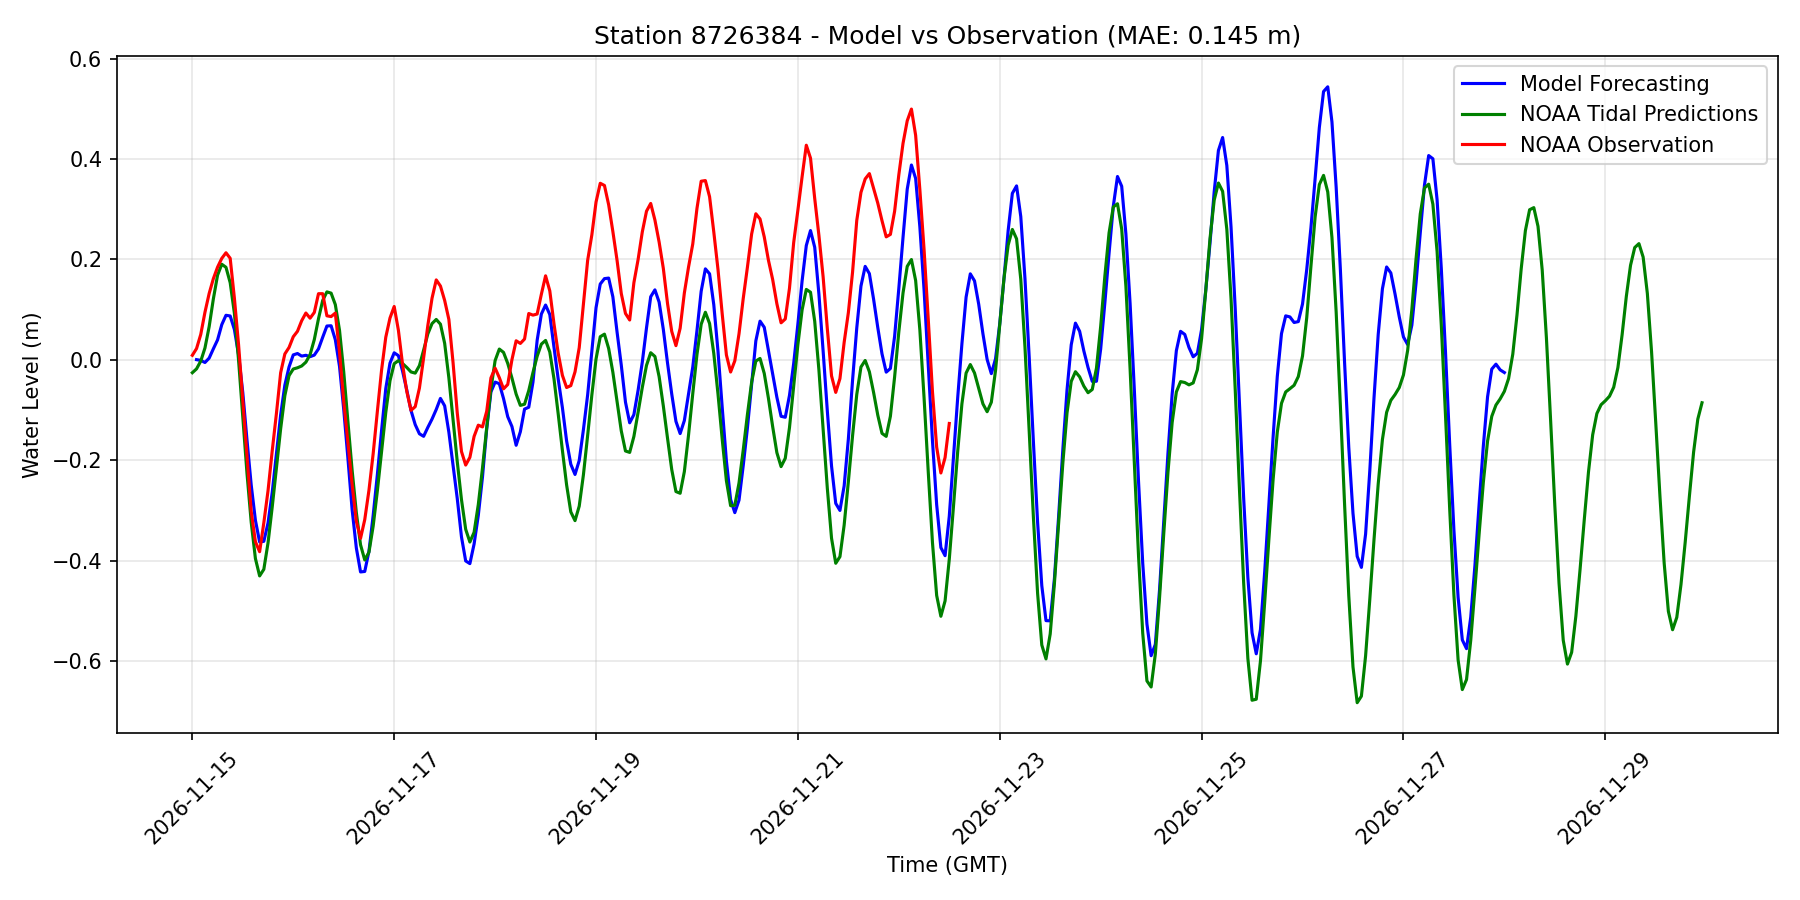 Station 8726384 - Model vs Observation (MAE: 0.145 m)
Model Forecasting
NOAA Tidal Predictions
NOAA Observation
Water Level (m)
0.6
0.4
0.2
0.0
−0.2
−0.4
−0.6
2026-11-15
2026-11-17
2026-11-19
2026-11-21
2026-11-23
2026-11-25
2026-11-27
2026-11-29
Time (GMT)